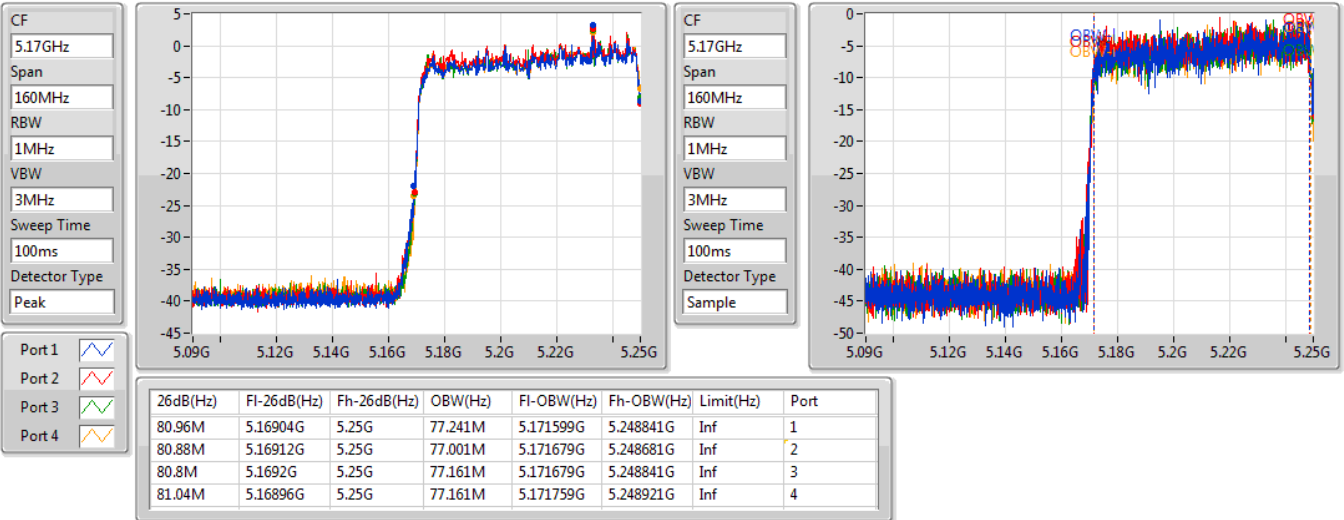 CF
5.17GHz
Span
160MHz
RBW
1MHz
VBW
3MHz
Sweep Time
100ms
Detector Type
Peak
Port 1
Port 2
Port 3
Port 4
5
0
-5
-10
-15
-20
-25
-30
-35
-40
-45
5.09G 5.12G 5.14G 5.16G 5.18G 5.2G 5.22G 5.25G
CF
5.17GHz
Span
160MHz
RBW
1MHz
VBW
3MHz
Sweep Time
100ms
Detector Type
Sample
0
-5
-10
-15
-20
-25
-30
-35
-40
-45
-50
5.09G 5.12G 5.14G 5.16G 5.18G 5.2G 5.22G 5.25G
26dB(Hz) Fl-26dB(Hz) Fh-26dB(Hz) OBW(Hz) Fl-OBW(Hz) Fh-OBW(Hz) Limit(Hz) Port
80.96M 5.16904G 5.25G 77.241M 5.171599G 5.248841G Inf 1
80.88M 5.16912G 5.25G 77.001M 5.171679G 5.248681G Inf 2
80.8M 5.1692G 5.25G 77.161M 5.171679G 5.248841G Inf 3
81.04M 5.16896G 5.25G 77.161M 5.171759G 5.248921G Inf 4